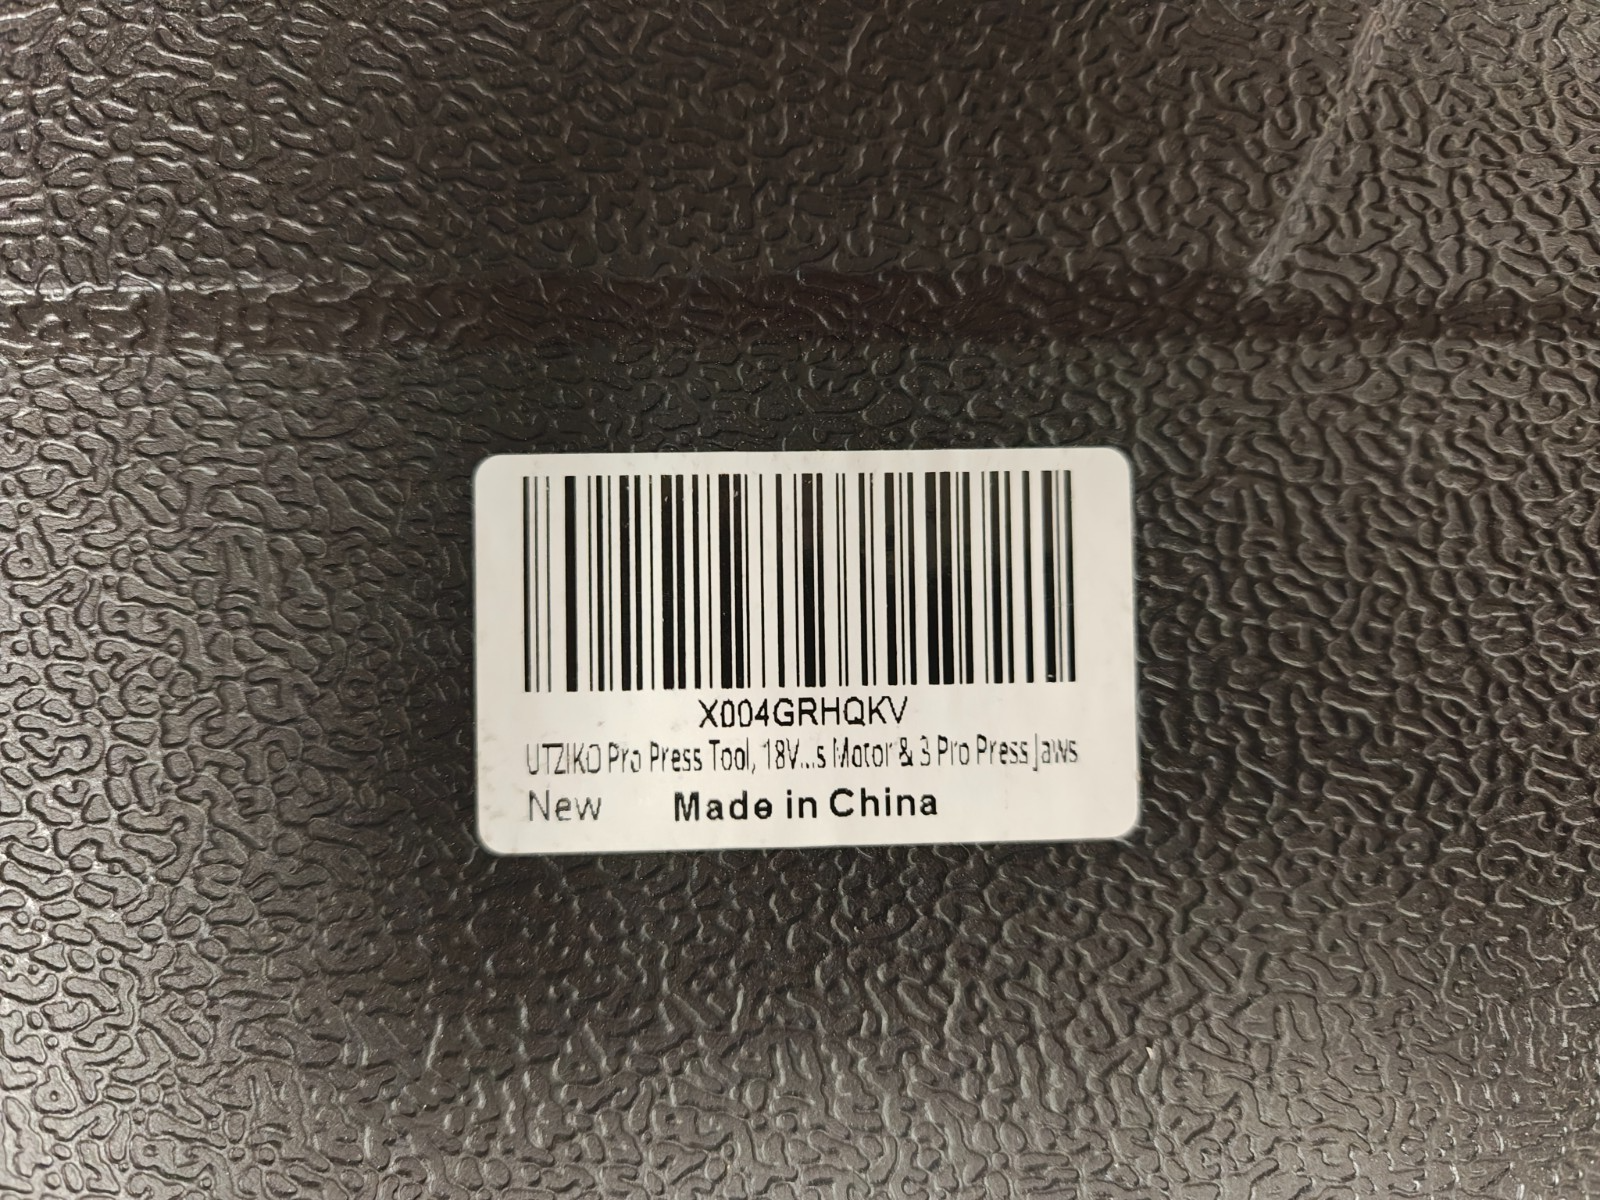 X004GRHQKV
UTZIKO Pro Press Tool, 18V...s Motor & 3 Pro Press Jaws
New Made in China